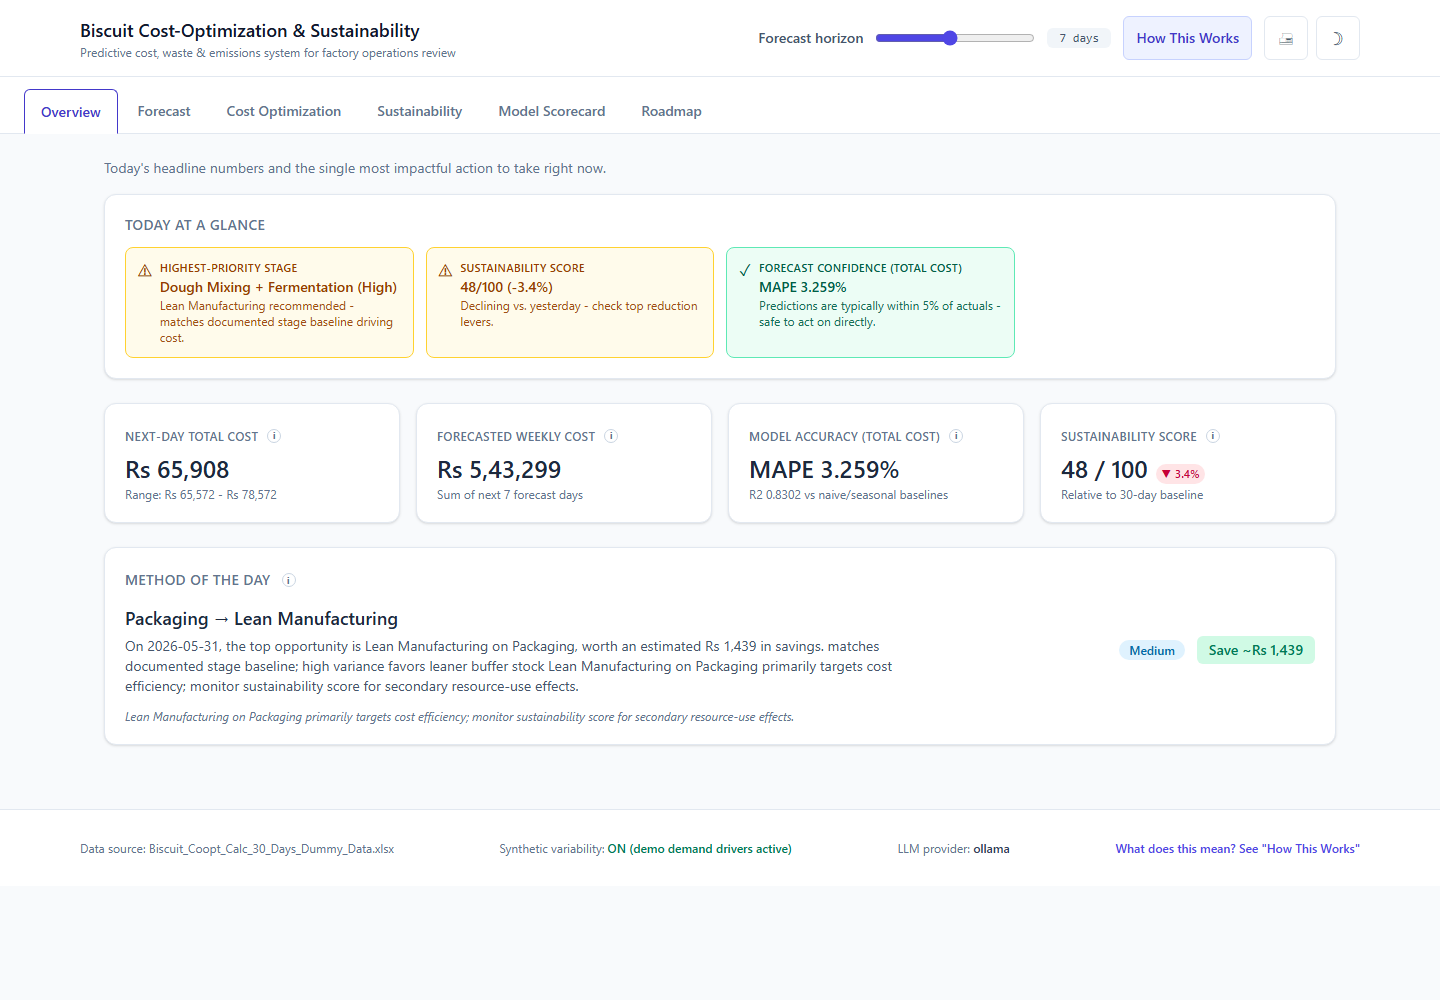 Biscuit Cost-Optimization & Sustainability
Predictive cost, waste & emissions system for factory operations review
Forecast horizon
7 days
How This Works
Overview
Forecast
Cost Optimization
Sustainability
Model Scorecard
Roadmap
Today's headline numbers and the single most impactful action to take right now.
TODAY AT A GLANCE
HIGHEST-PRIORITY STAGE
Dough Mixing + Fermentation (High)
Lean Manufacturing recommended -
matches documented stage baseline driving
cost.
SUSTAINABILITY SCORE
48/100 (-3.4%)
Declining vs. yesterday - check top reduction
levers.
FORECAST CONFIDENCE (TOTAL COST)
MAPE 3.259%
Predictions are typically within 5% of actuals -
safe to act on directly.
NEXT-DAY TOTAL COST i
Rs 65,908
Range: Rs 65,572 - Rs 78,572
FORECASTED WEEKLY COST i
Rs 5,43,299
Sum of next 7 forecast days
MODEL ACCURACY (TOTAL COST) i
MAPE 3.259%
R2 0.8302 vs naive/seasonal baselines
SUSTAINABILITY SCORE i
48 / 100 ▼ 3.4%
Relative to 30-day baseline
METHOD OF THE DAY i
Packaging → Lean Manufacturing
On 2026-05-31, the top opportunity is Lean Manufacturing on Packaging, worth an estimated Rs 1,439 in savings. matches
documented stage baseline; high variance favors leaner buffer stock Lean Manufacturing on Packaging primarily targets cost
efficiency; monitor sustainability score for secondary resource-use effects.
Medium
Save ~Rs 1,439
Lean Manufacturing on Packaging primarily targets cost efficiency; monitor sustainability score for secondary resource-use effects.
Data source: Biscuit_Coopt_Calc_30_Days_Dummy_Data.xlsx
Synthetic variability: ON (demo demand drivers active)
LLM provider: ollama
What does this mean? See "How This Works"